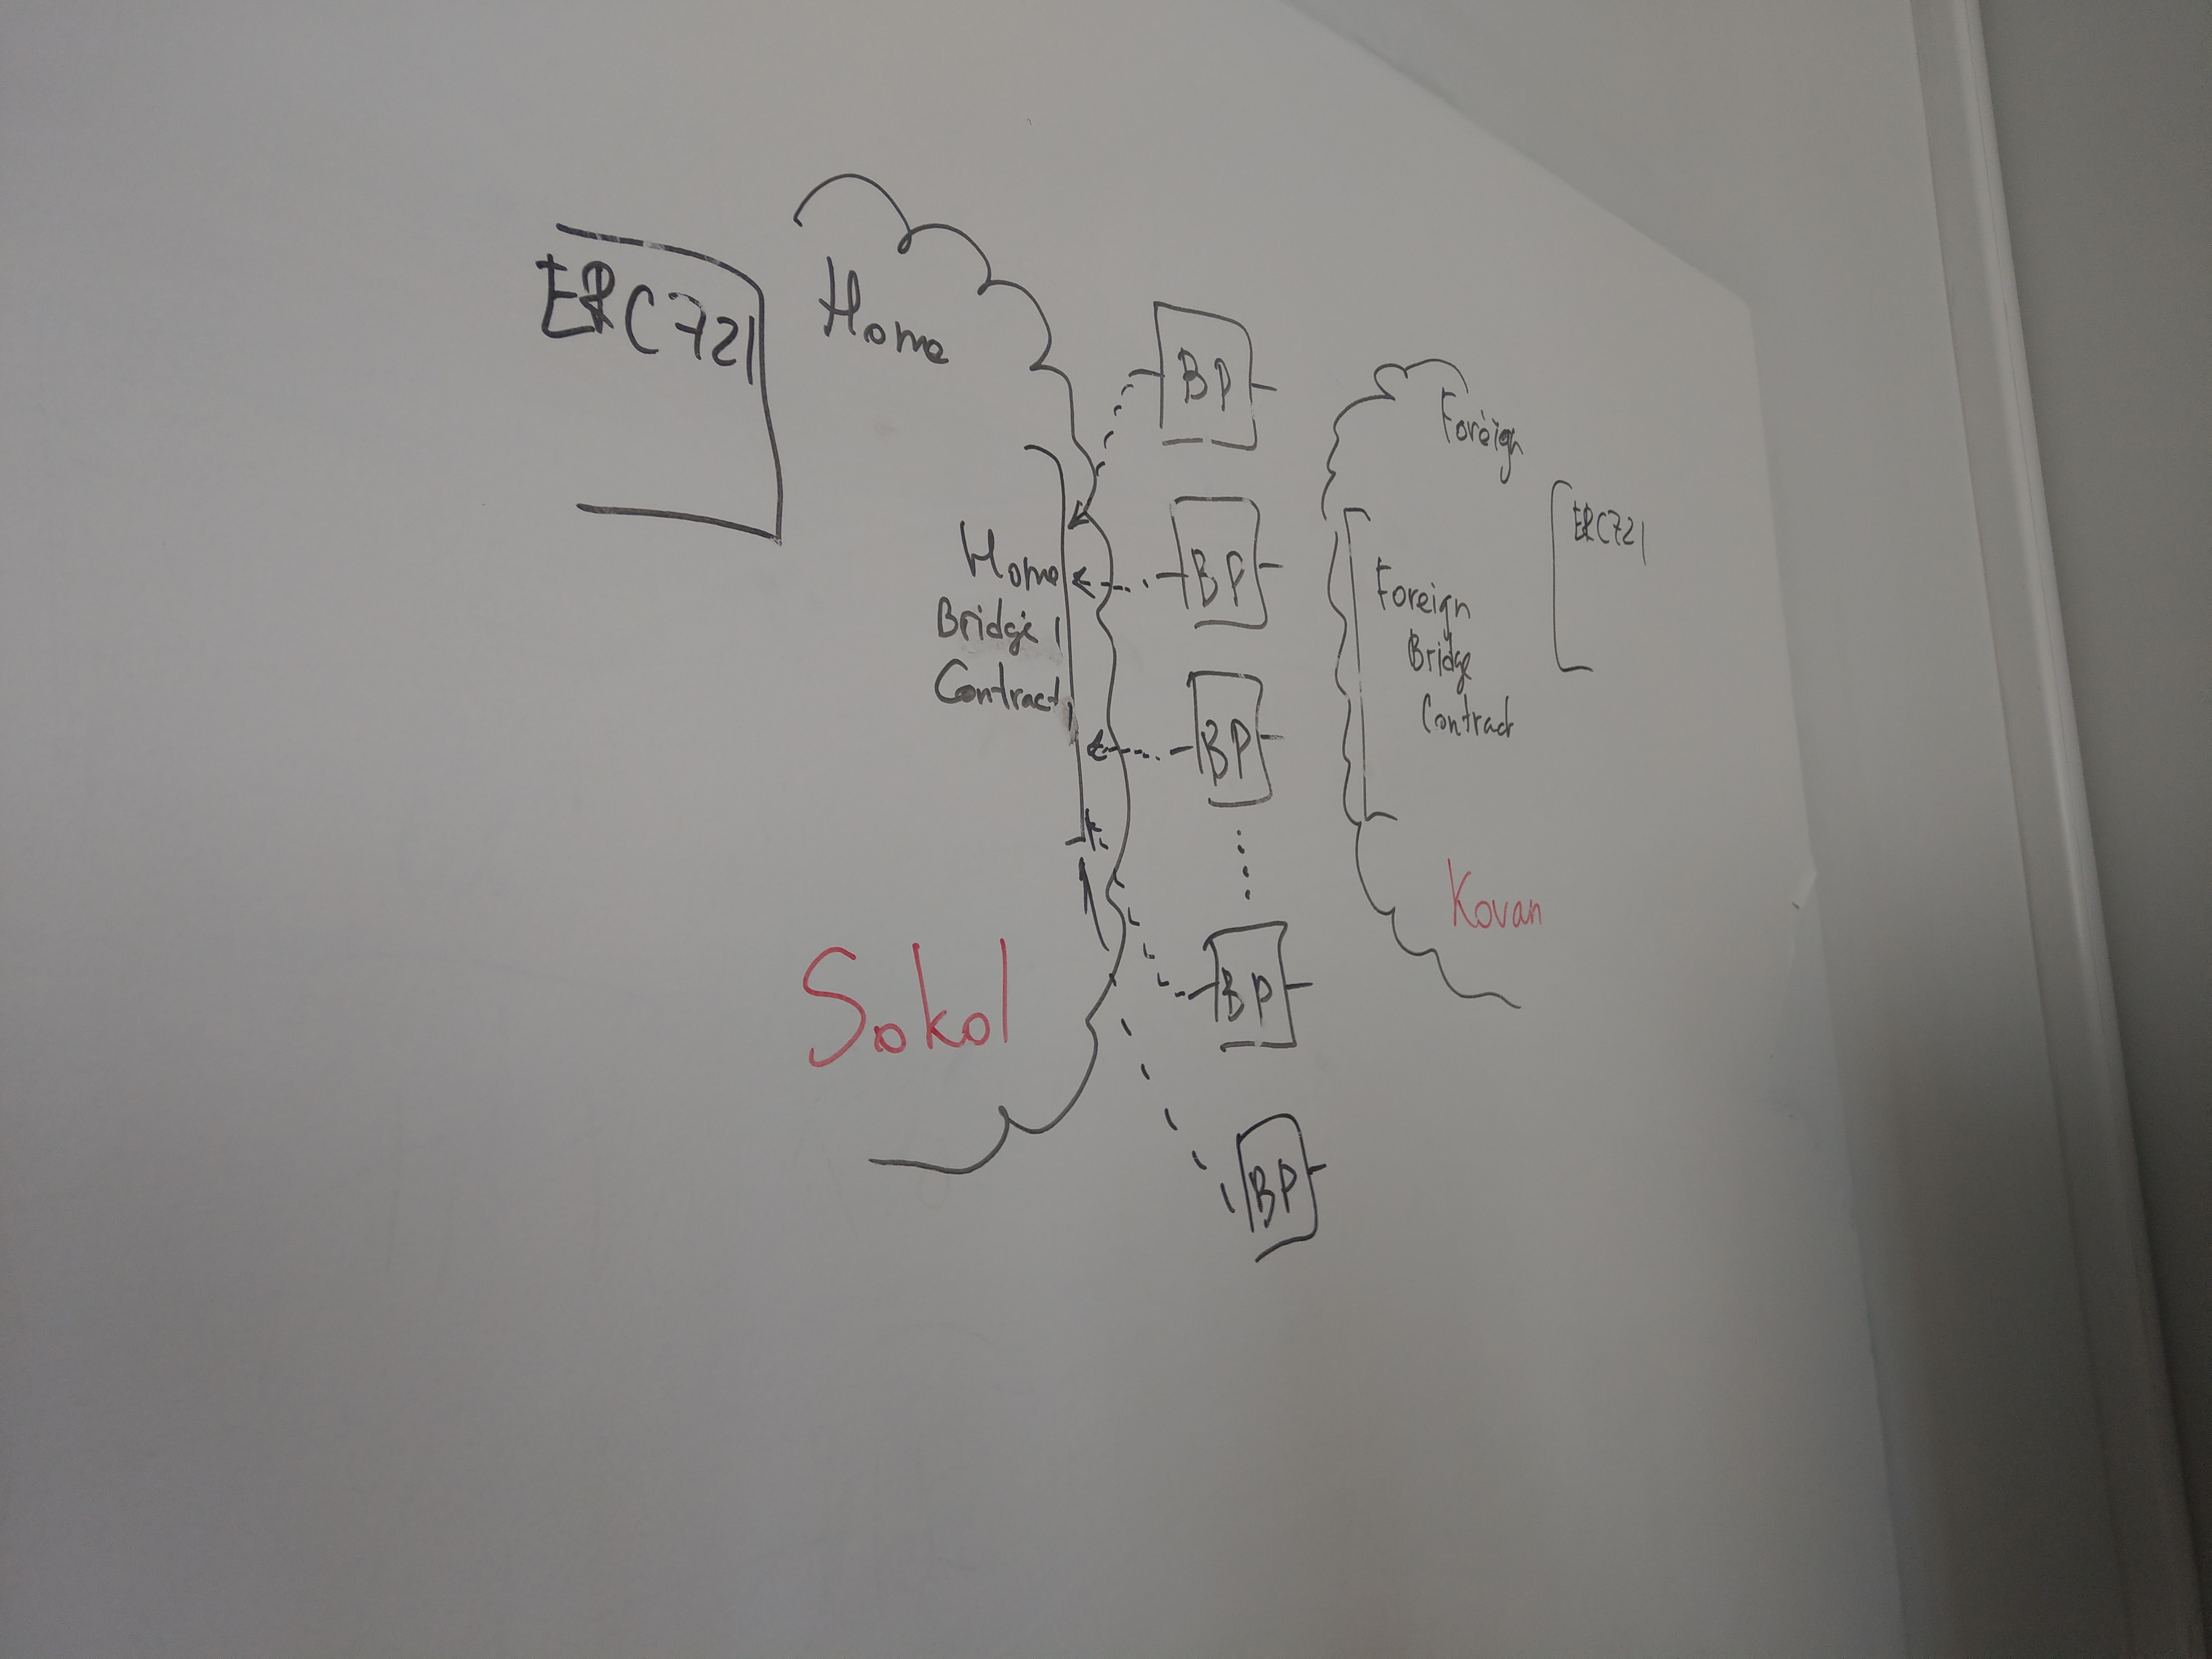 ERC721
Home
Home
Bridge
Contract
Sokol
BP
BP
BP
BP
BP
Foreign
ERC721
Foreign
Bridge
Contract
Kovan